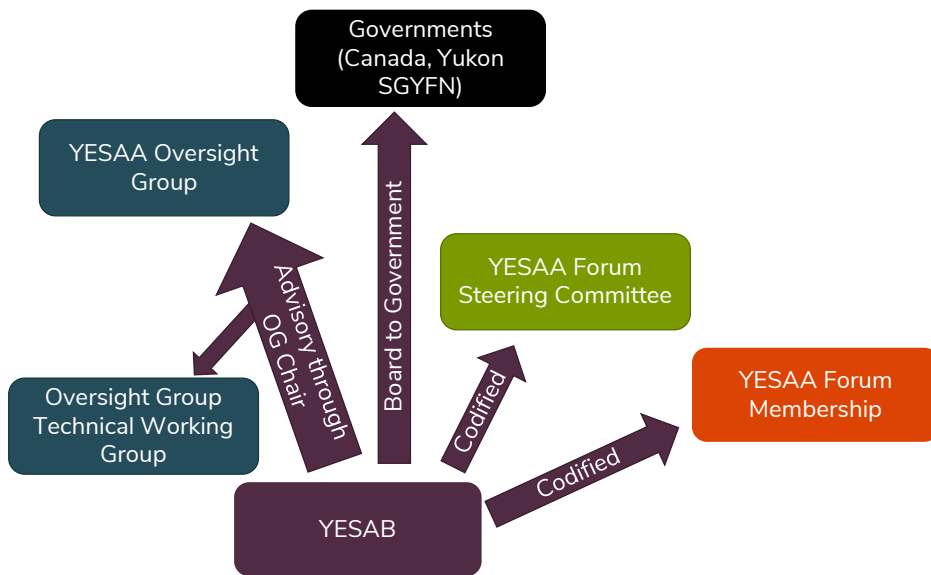 Governments
(Canada, Yukon
SGYFN)
YESAA Oversight
Group
YESAA Forum
Steering Committee
YESAA Forum
Membership
Oversight Group
Technical Working
Group
Advisory through
OG Chair
Board to Government
Codified
Codified
YESAB